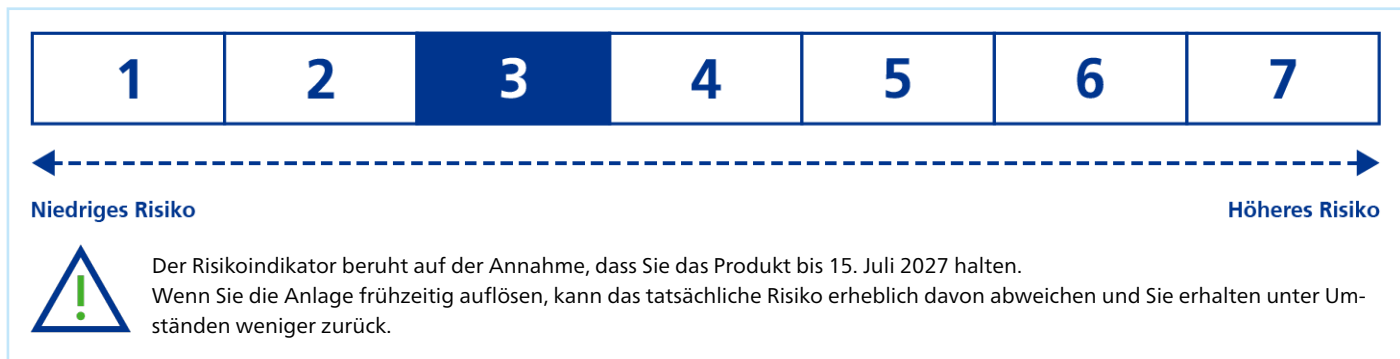 1 2 3 4 5 6 7
Niedriges Risiko Höheres Risiko
Der Risikoindikator beruht auf der Annahme, dass Sie das Produkt bis 15. Juli 2027 halten.
Wenn Sie die Anlage frühzeitig auflösen, kann das tatsächliche Risiko erheblich davon abweichen und Sie erhalten unter Um-
ständen weniger zurück.